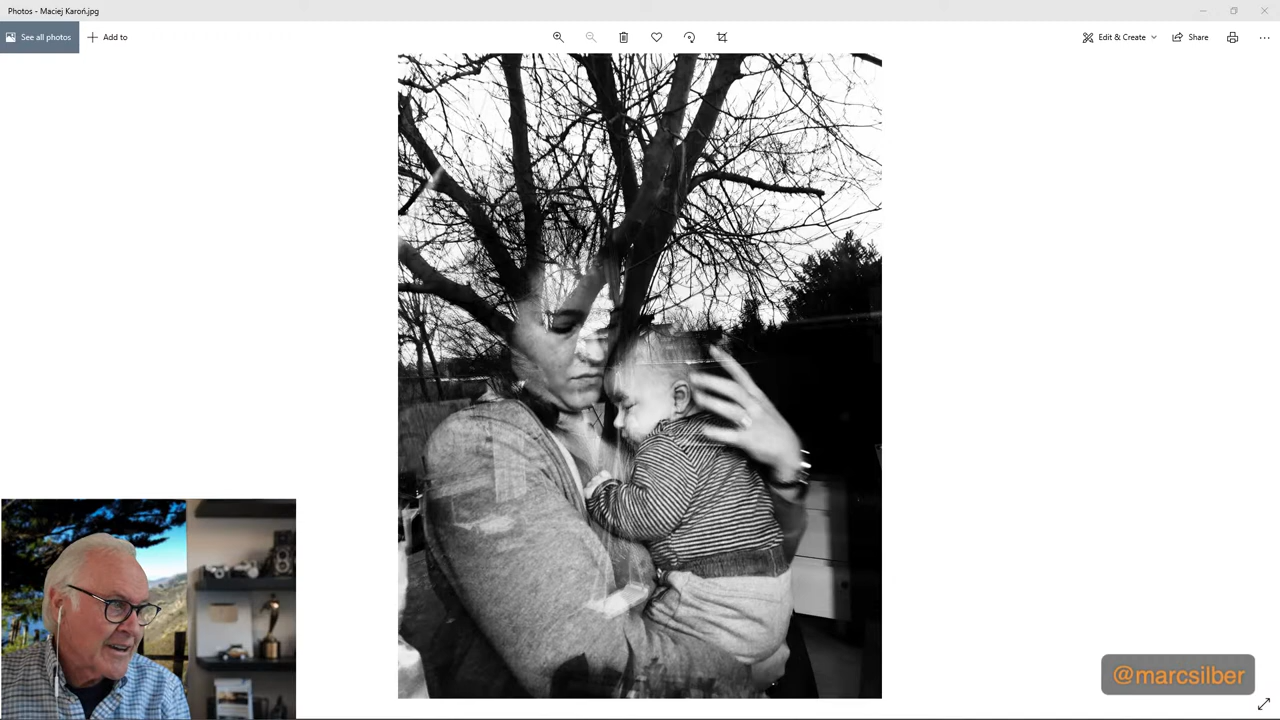 Photos - Maciej Karoń.jpg
See all photos
Add to
Edit & Create
Share
@marcsilber